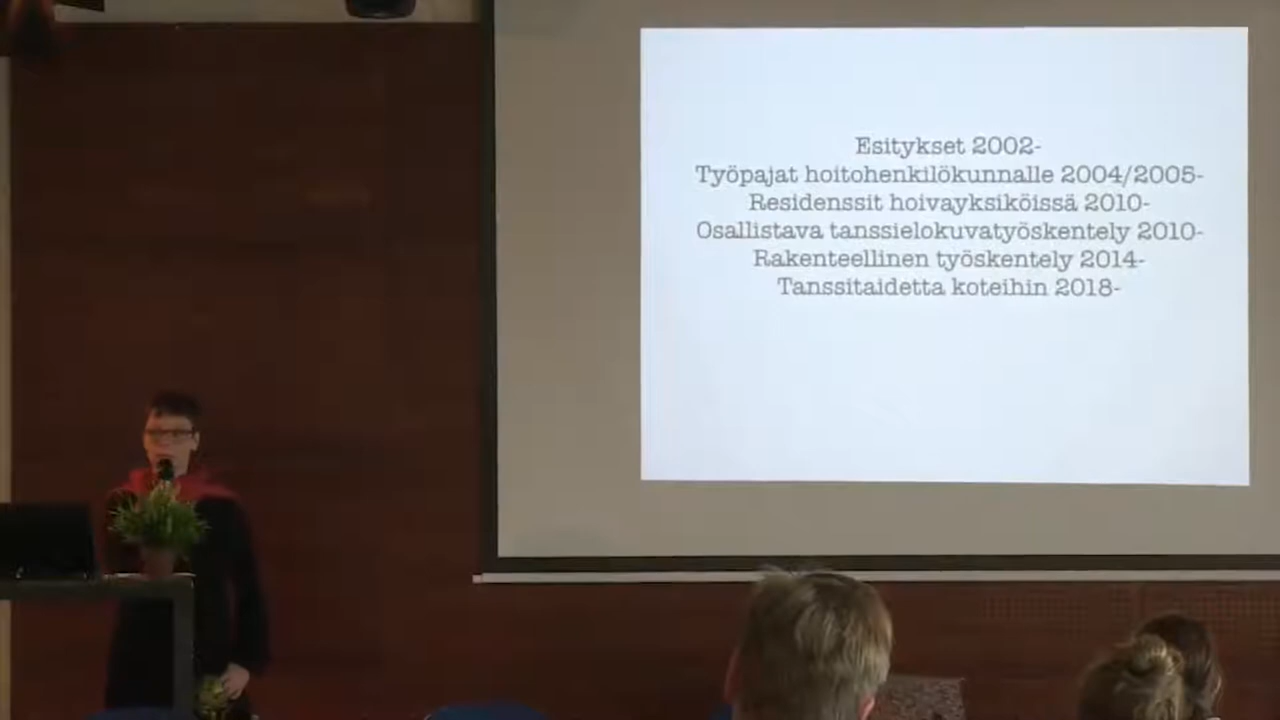 Esitykset 2002-
Työpajat hoitohenkilökunnalle 2004/2005-
Residenssit hoivayksiköissä 2010-
Osallistava tanssielokuvatyöskentely 2010-
Rakenteellinen työskentely 2014-
Tanssitaidetta koteihin 2018-